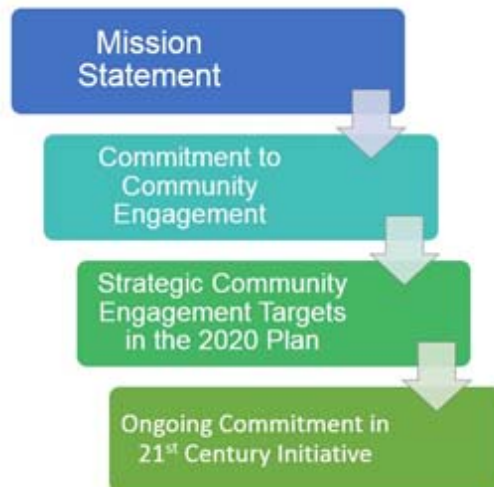 Mission
Statement
Commitment to
Community
Engagement
Strategic Community
Engagement Targets
in the 2020 Plan
Ongoing Commitment in
21st Century Initiative